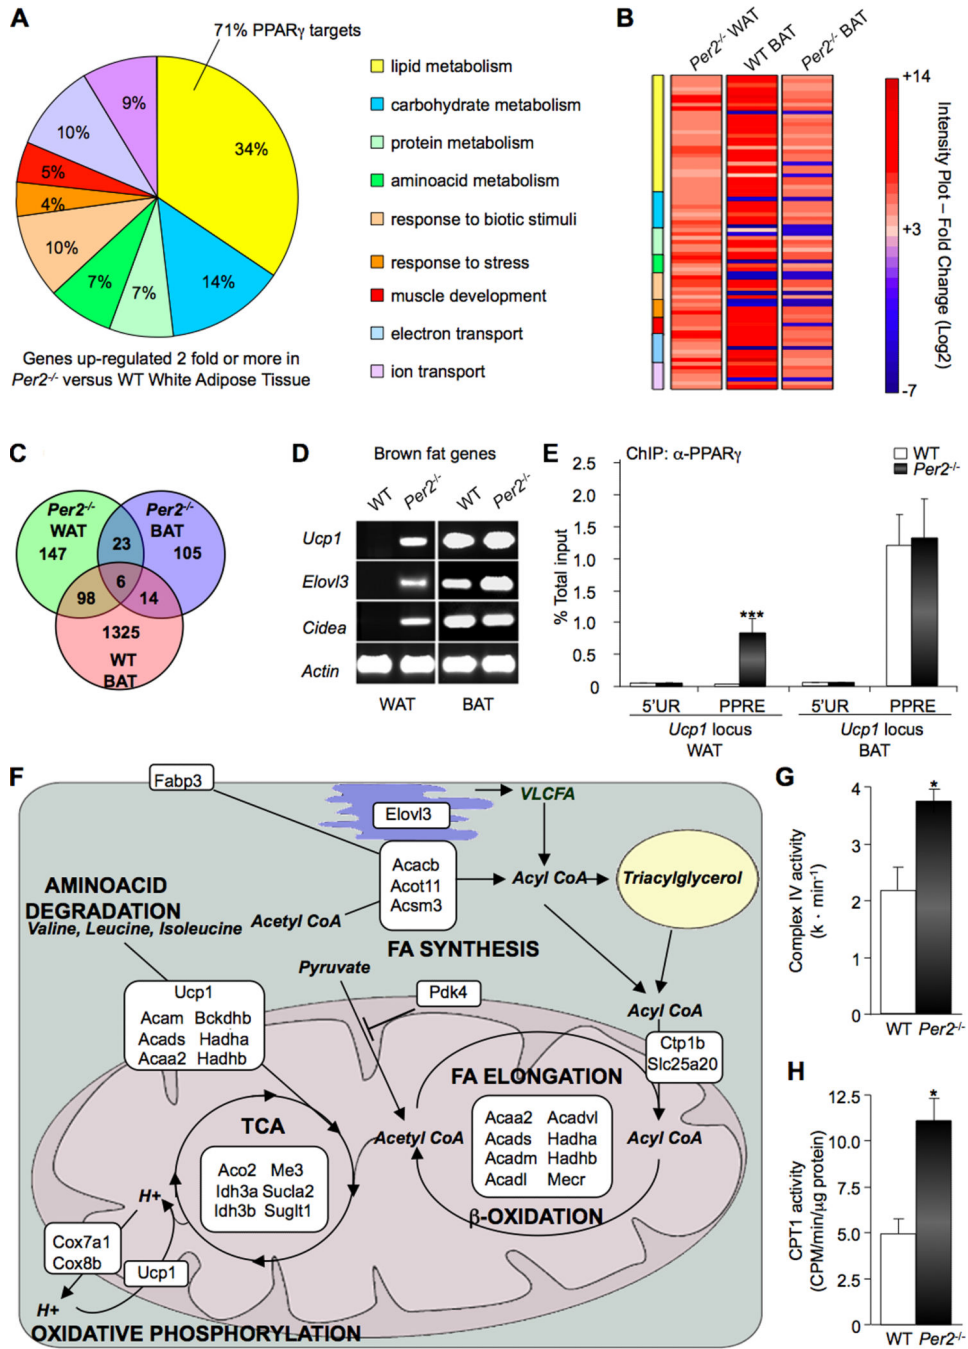 A
71% PPARγ targets
9%
34%
10%
5%
4%
10%
7%
7%
14%
Genes up-regulated 2 fold or more in
Per2-/- versus WT White Adipose Tissue
lipid metabolism
carbohydrate metabolism
protein metabolism
aminoacid metabolism
response to biotic stimuli
response to stress
muscle development
electron transport
ion transport
B
Per2-/- WAT
WT BAT
Per2-/- BAT
+14
+3
-7
Intensity Plot – Fold Change (Log2)
C
Per2-/-
WAT
147
Per2-/-
BAT
105
23
6
98
14
1325
WT
BAT
D
Brown fat genes
WT
Per2-/-
WT
Per2-/-
Ucp1
Elovl3
Cidea
Actin
WAT
BAT
E
ChIP: α-PPARγ
WT
Per2-/-
% Total input
3.0
2.5
2.0
1.5
1.0
0.5
0
***
5'UR
PPRE
5'UR
PPRE
Ucp1 locus
WAT
Ucp1 locus
BAT
F
Fabp3
Elovl3
VLCFA
Acacb
Acot11
Acsm3
Acyl CoA
Triacylglycerol
AMINOACID
DEGRADATION
Valine, Leucine, Isoleucine
Acetyl CoA
FA SYNTHESIS
Pyruvate
Pdk4
Acyl CoA
Ucp1
Acam Bckdhb
Acads Hadha
Acaa2 Hadhb
Ctp1b
Slc25a20
FA ELONGATION
TCA
Acetyl CoA
Acaa2 Acadvl
Acads Hadha
Acadm Hadhb
Acadl Mecr
Acyl CoA
Aco2 Me3
Idh3a Sucla2
Idh3b Suglt1
β-OXIDATION
H+
Cox7a1
Cox8b
Ucp1
H+
OXIDATIVE PHOSPHORYLATION
G
Complex IV activity
(k · min-1)
4
3
2
1
0
*
WT Per2-/-
H
CPT1 activity
(CPM/min/µg protein)
12.5
10.0
7.5
5.0
2.5
0
*
WT Per2-/-